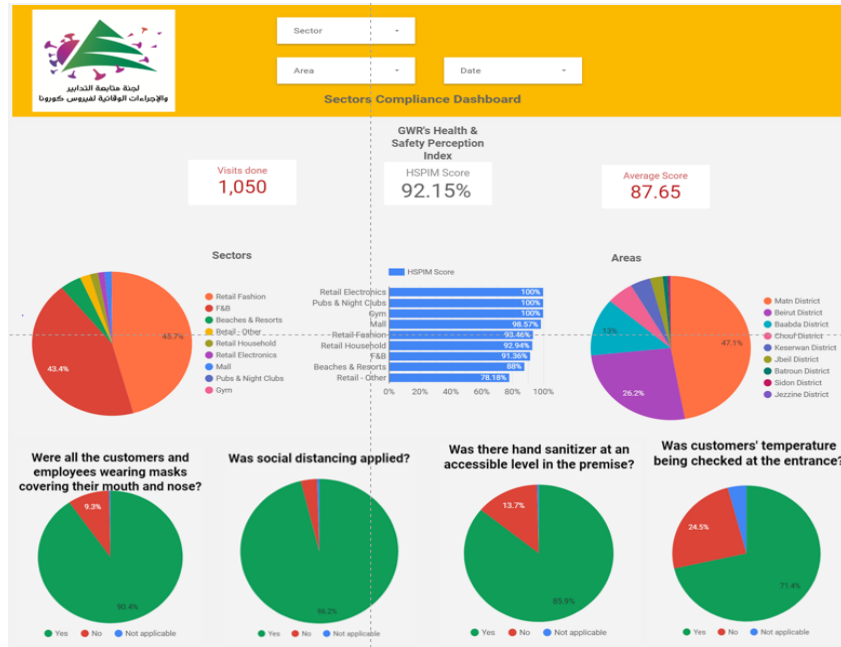 لجنة متابعة التدابير
والإجراءات الوقائية لفيروس كورونا
Sector
Area
Date
Sectors Compliance Dashboard
Visits done
1,050
GWR's Health &
Safety Perception
Index
HSPIM Score
92.15%
Average Score
87.65
Sectors
45.7%
43.4%
Retail Fashion
F&B
Beaches & Resorts
Retail - Other
Retail Household
Retail Electronics
Mall
Pubs & Night Clubs
Gym
HSPIM Score
Retail Electronics 100%
Pubs & Night Clubs 100%
Gym 100%
Mall 98.57%
Retail Fashion 93.46%
Retail Household 92.94%
F&B 91.36%
Beaches & Resorts 88%
Retail - Other 78.18%
0% 20% 40% 60% 80% 100%
Areas
47.1%
26.2%
13%
Matn District
Beirut District
Baabda District
Chouf District
Keserwan District
Jbeil District
Batroun District
Sidon District
Jezzine District
Were all the customers and
employees wearing masks
covering their mouth and nose?
9.3%
90.4%
Yes No Not applicable
Was social distancing applied?
96.2%
Yes No Not applicable
Was there hand sanitizer at an
accessible level in the premise?
13.7%
85.9%
Yes No Not applicable
Was customers' temperature
being checked at the entrance?
24.5%
71.4%
Yes No Not applicable